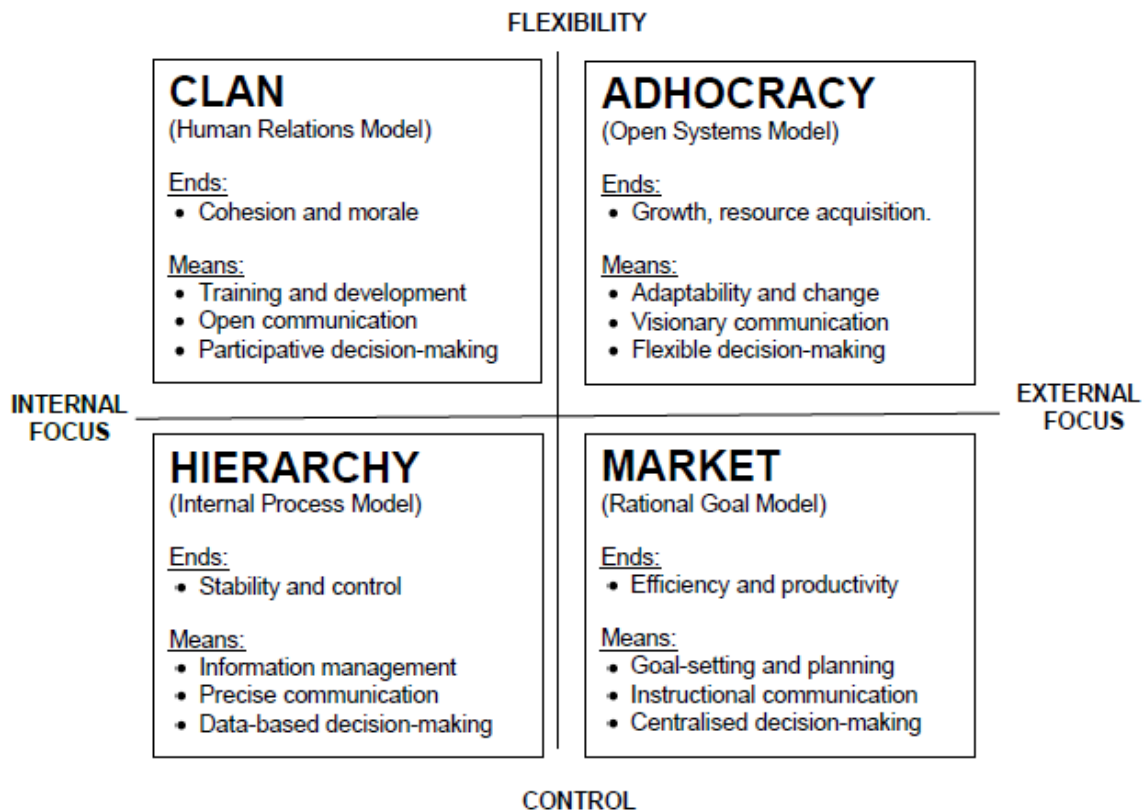 FLEXIBILITY
CLAN
(Human Relations Model)
Ends:
• Cohesion and morale
Means:
• Training and development
• Open communication
• Participative decision-making
ADHOCRACY
(Open Systems Model)
Ends:
• Growth, resource acquisition.
Means:
• Adaptability and change
• Visionary communication
• Flexible decision-making
INTERNAL
FOCUS
EXTERNAL
FOCUS
HIERARCHY
(Internal Process Model)
Ends:
• Stability and control
Means:
• Information management
• Precise communication
• Data-based decision-making
MARKET
(Rational Goal Model)
Ends:
• Efficiency and productivity
Means:
• Goal-setting and planning
• Instructional communication
• Centralised decision-making
CONTROL